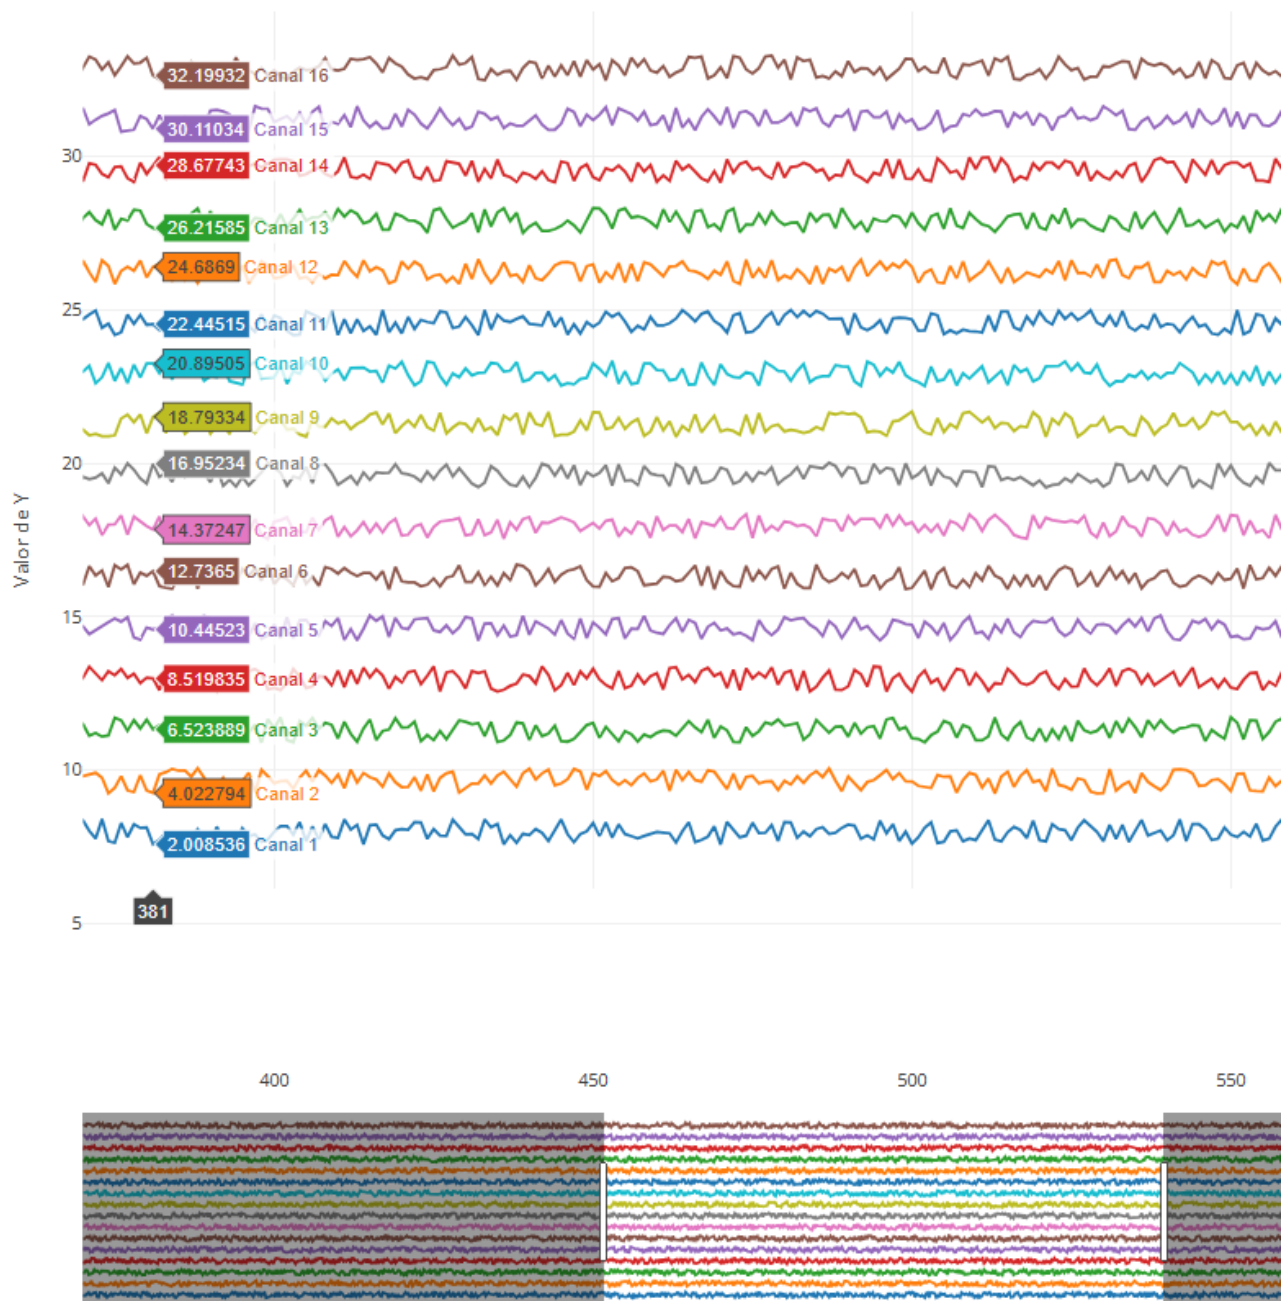 32.19932 Canal 16
30.11034 Canal 15
30
28.67743 Canal 14
26.21585 Canal 13
24.6869 Canal 12
25
22.44515 Canal 11
20.89505 Canal 10
18.79334 Canal 9
20
16.95234 Canal 8
Valor de Y
14.37247 Canal 7
12.7365 Canal 6
15
10.44523 Canal 5
8.519835 Canal 4
6.523889 Canal 3
10
4.022794 Canal 2
2.008536 Canal 1
381
5
400 450 500 550